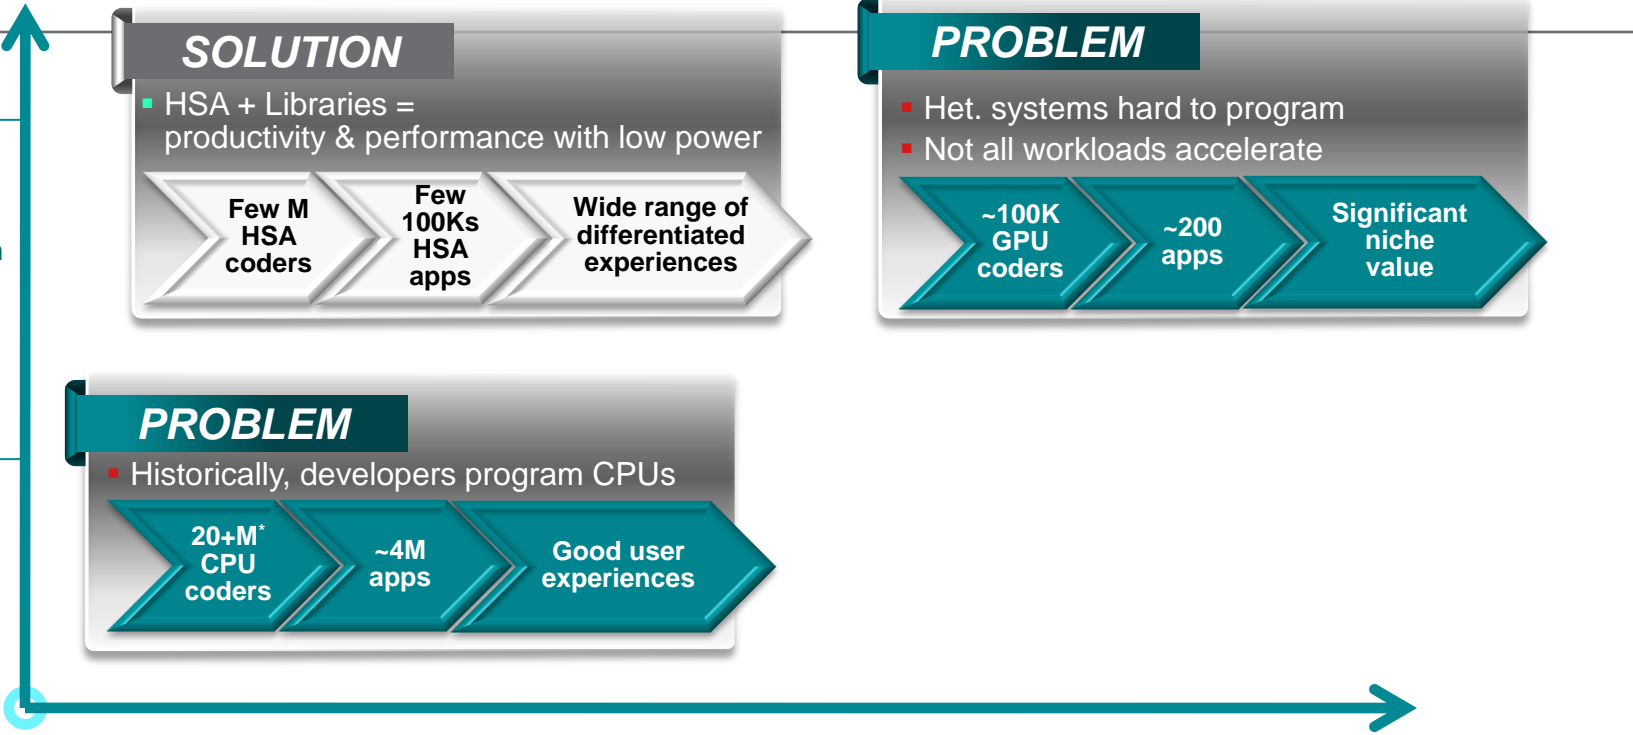 SOLUTION
HSA + Libraries =
productivity & performance with low power
Few M
HSA
coders
Few
100Ks
HSA
apps
Wide range of
differentiated
experiences
PROBLEM
Het. systems hard to program
Not all workloads accelerate
~100K
GPU
coders
~200
apps
Significant
niche
value
PROBLEM
Historically, developers program CPUs
20+M*
CPU
coders
~4M
apps
Good user
experiences